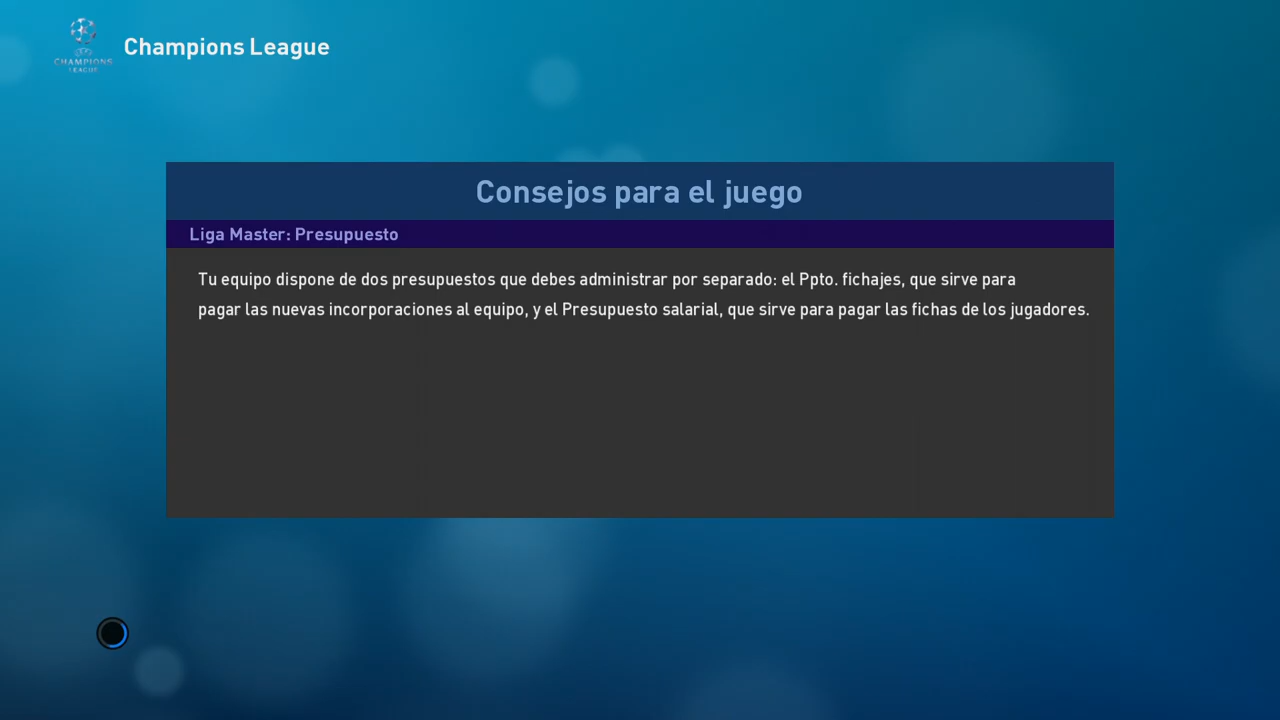 CHAMPIONS
LEAGUE
Champions League
Consejos para el juego
Liga Master: Presupuesto
Tu equipo dispone de dos presupuestos que debes administrar por separado: el Ppto. fichajes, que sirve para
pagar las nuevas incorporaciones al equipo, y el Presupuesto salarial, que sirve para pagar las fichas de los jugadores.